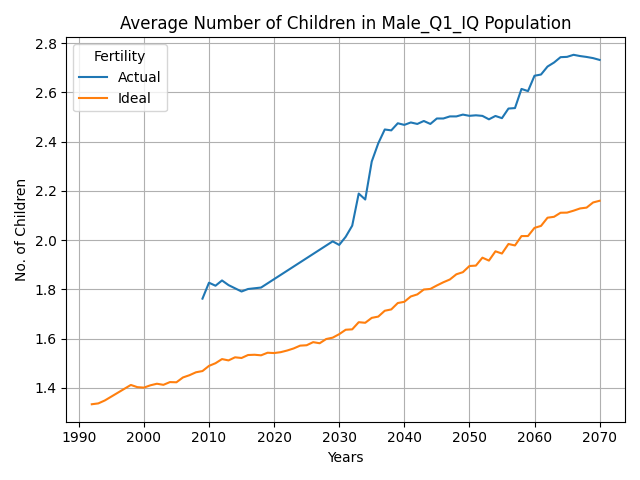 Average Number of Children in Male_Q1_IQ Population
Fertility
Actual
Ideal
No. of Children
2.8
2.6
2.4
2.2
2.0
1.8
1.6
1.4
1990 2000 2010 2020 2030 2040 2050 2060 2070
Years